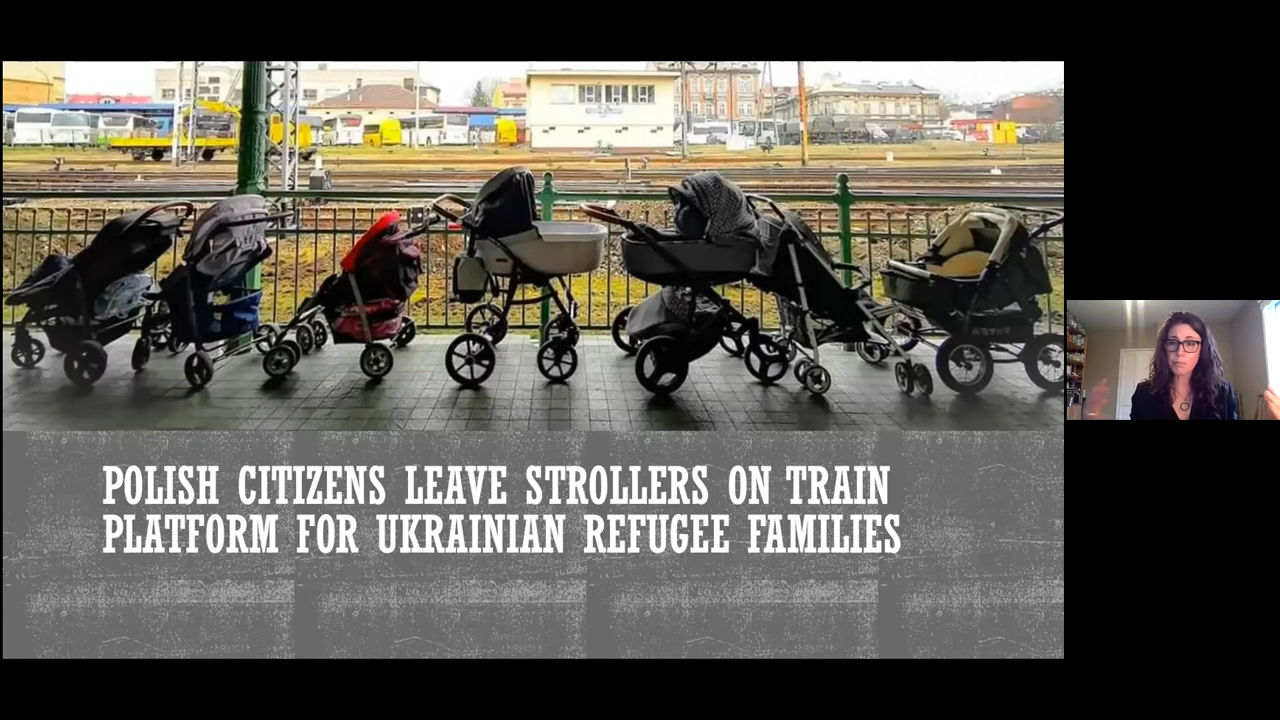 POLISH CITIZENS LEAVE STROLLERS ON TRAIN
PLATFORM FOR UKRAINIAN REFUGEE FAMILIES